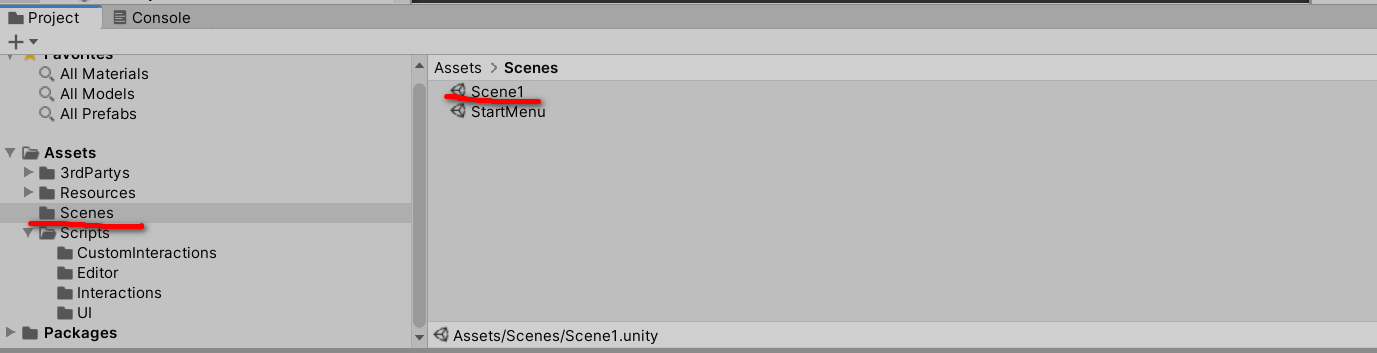 Project
Console
Favorites
All Materials
All Models
All Prefabs
Assets
3rdPartys
Resources
Scenes
Scripts
CustomInteractions
Editor
Interactions
UI
Packages
Assets > Scenes
Scene1
StartMenu
Assets/Scenes/Scene1.unity